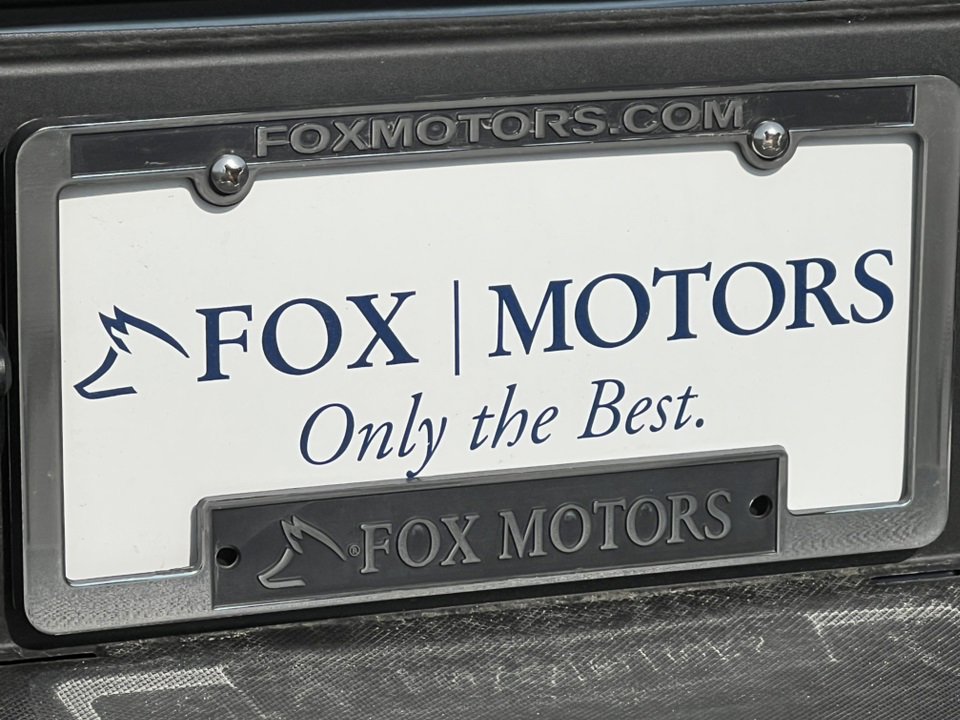 FOXMOTORS.COM
FOX | MOTORS
Only the Best.
® FOX MOTORS